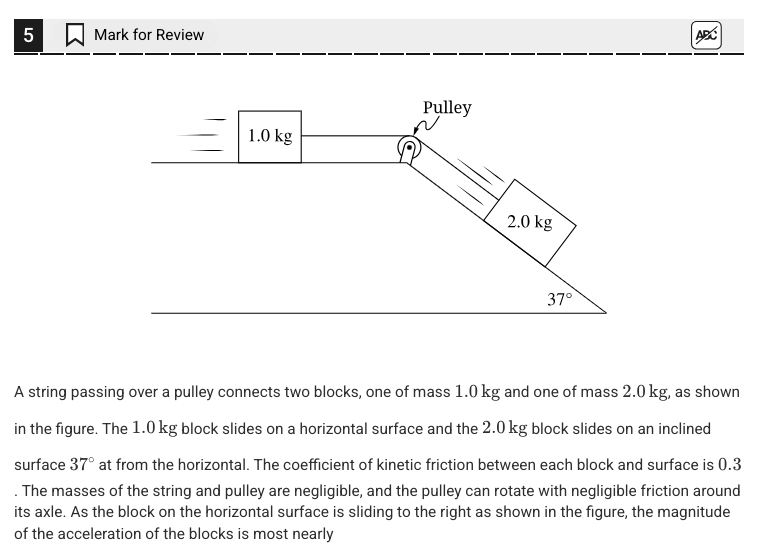 5 Mark for Review ABC
Pulley
1.0 kg
2.0 kg
37°
A string passing over a pulley connects two blocks, one of mass 1.0 kg and one of mass 2.0 kg, as shown
in the figure. The 1.0 kg block slides on a horizontal surface and the 2.0 kg block slides on an inclined
surface 37° at from the horizontal. The coefficient of kinetic friction between each block and surface is 0.3
. The masses of the string and pulley are negligible, and the pulley can rotate with negligible friction around
its axle. As the block on the horizontal surface is sliding to the right as shown in the figure, the magnitude
of the acceleration of the blocks is most nearly